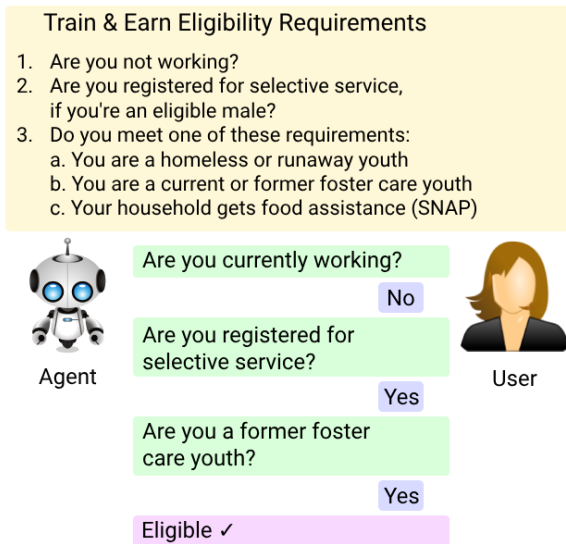 Train & Earn Eligibility Requirements
1. Are you not working?
2. Are you registered for selective service,
if you're an eligible male?
3. Do you meet one of these requirements:
a. You are a homeless or runaway youth
b. You are a current or former foster care youth
c. Your household gets food assistance (SNAP)
Are you currently working?
No
Are you registered for
selective service?
Agent
User
Yes
Are you a former foster
care youth?
Yes
Eligible ✓